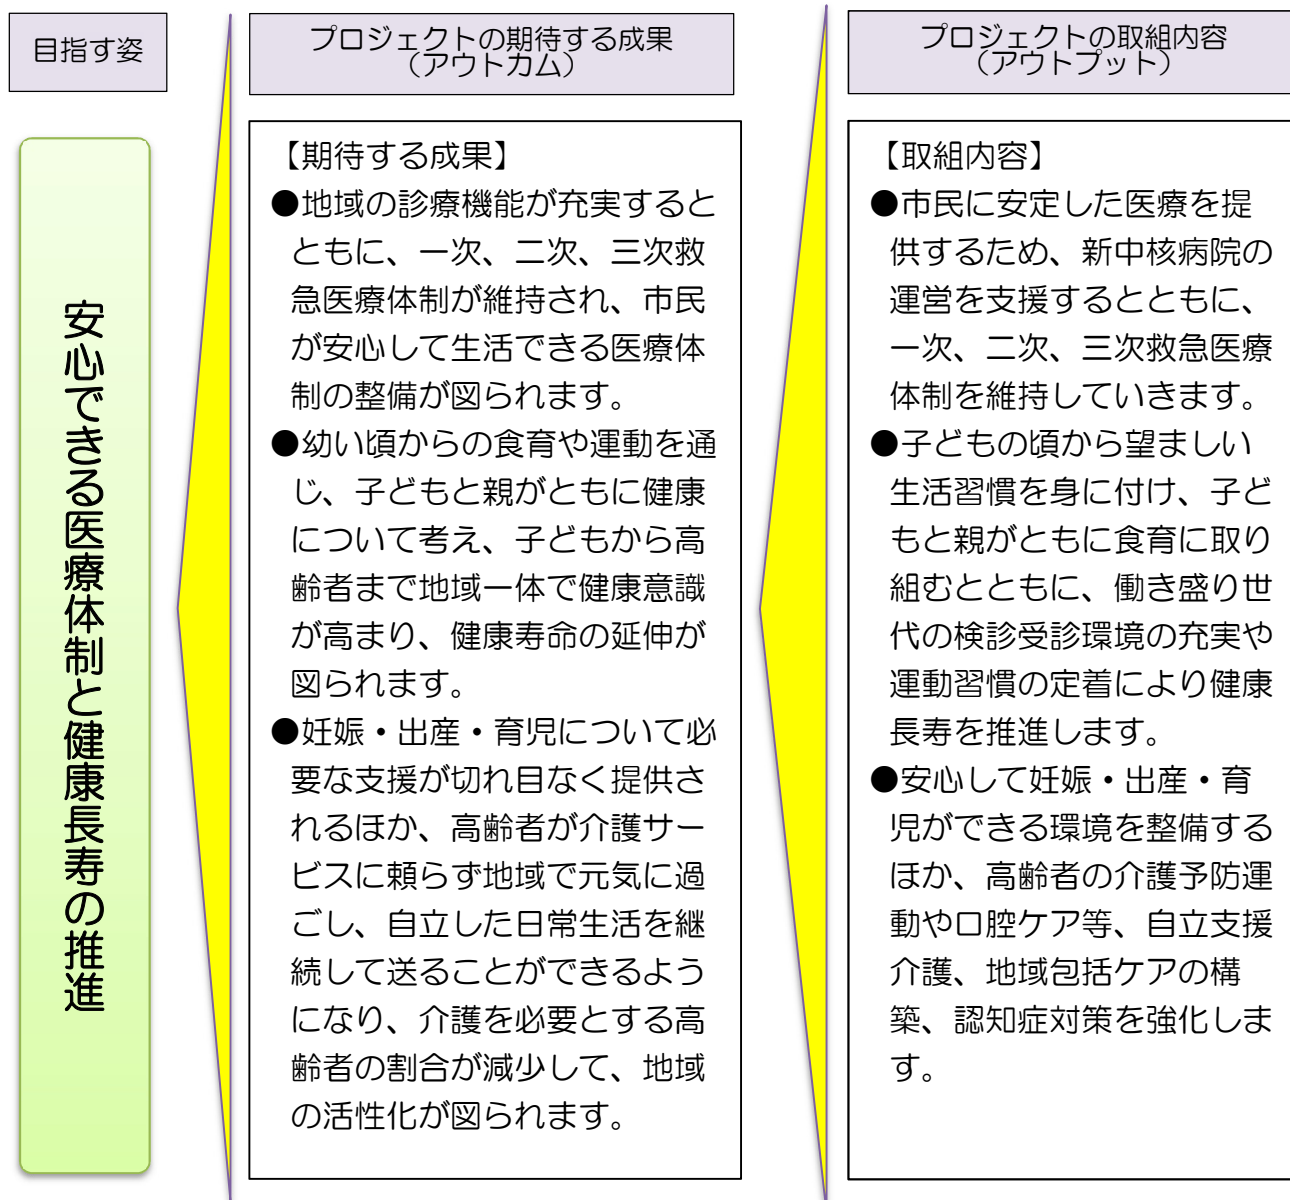 目指す姿
安心できる医療体制と健康長寿の推進
プロジェクトの期待する成果
(アウトカム)
【期待する成果】
●地域の診療機能が充実すると
ともに、一次、二次、三次救
急医療体制が維持され、市民
が安心して生活できる医療体
制の整備が図られます。
●幼い頃からの食育や運動を通
じ、子どもと親がともに健康
について考え、子どもから高
齢者まで地域一体で健康意識
が高まり、健康寿命の延伸が
図られます。
●妊娠・出産・育児について必
要な支援が切れ目なく提供さ
れるほか、高齢者が介護サー
ビスに頼らず地域で元気に過
ごし、自立した日常生活を継
続して送ることができるよう
になり、介護を必要とする高
齢者の割合が減少して、地域
の活性化が図られます。
プロジェクトの取組内容
(アウトプット)
【取組内容】
●市民に安定した医療を提
供するため、新中核病院の
運営を支援するとともに、
一次、二次、三次救急医療
体制を維持していきます。
●子どもの頃から望ましい
生活習慣を身に付け、子ど
もと親がともに食育に取り
組むとともに、働き盛り世
代の検診受診環境の充実や
運動習慣の定着により健康
長寿を推進します。
●安心して妊娠・出産・育
児ができる環境を整備する
ほか、高齢者の介護予防運
動や口腔ケア等、自立支援
介護、地域包括ケアの構
築、認知症対策を強化しま
す。